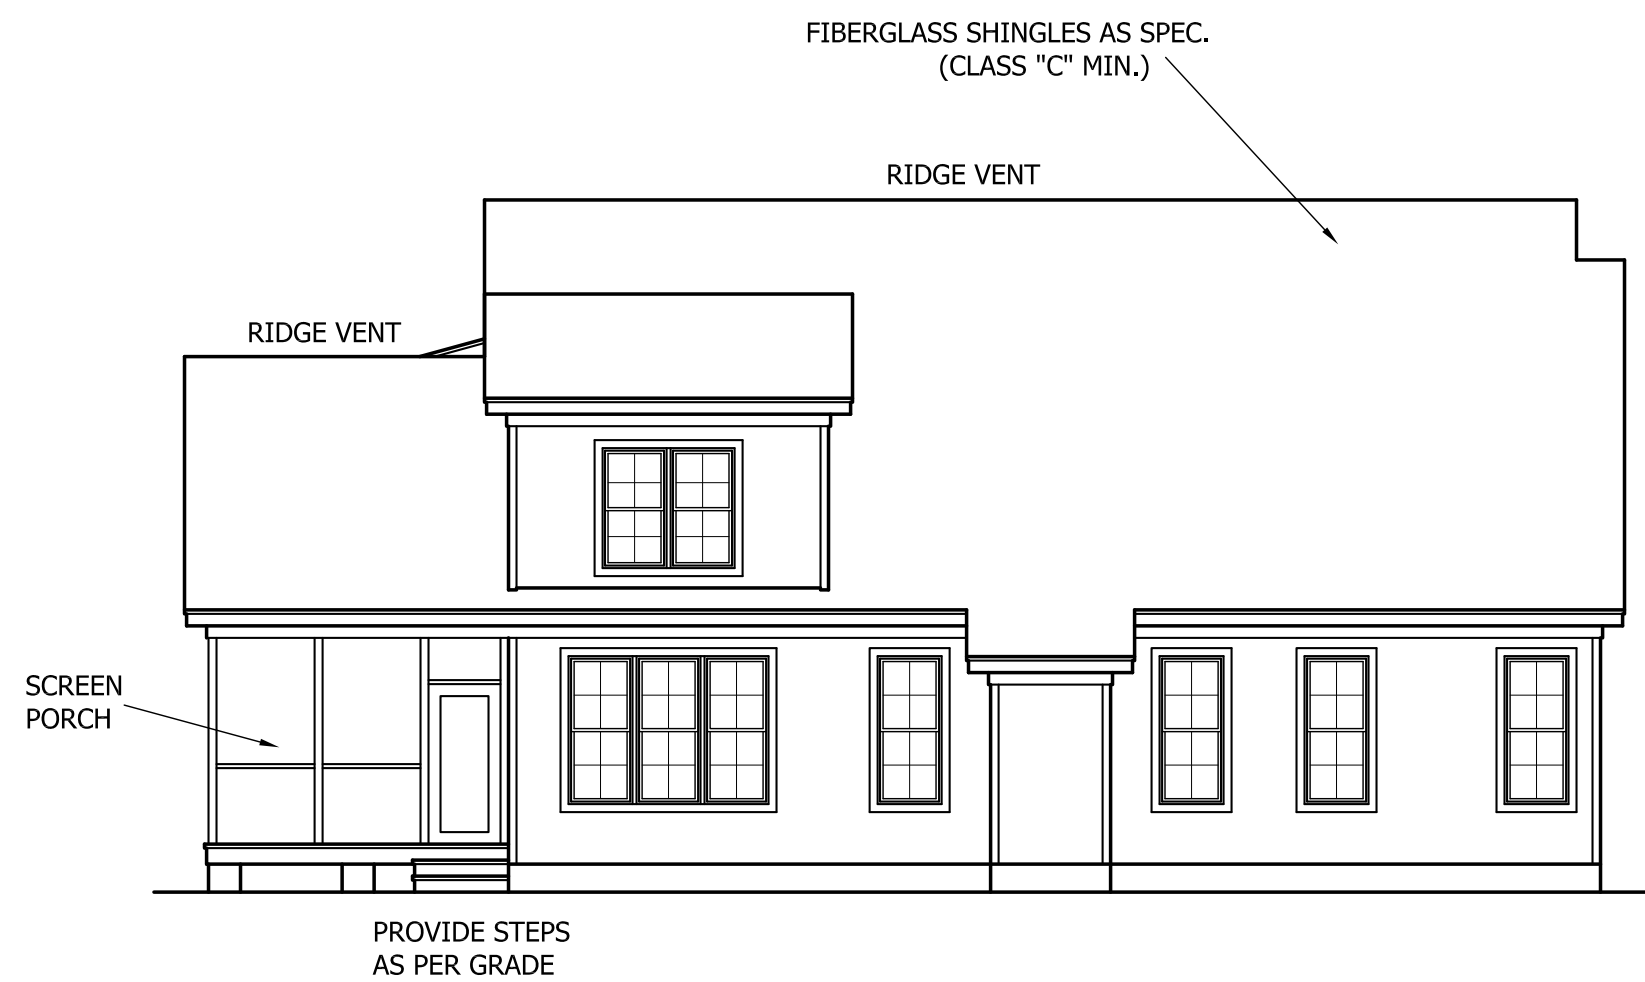 FIBERGLASS SHINGLES AS SPEC.
(CLASS "C" MIN.)
RIDGE VENT
RIDGE VENT
SCREEN
PORCH
PROVIDE STEPS
AS PER GRADE